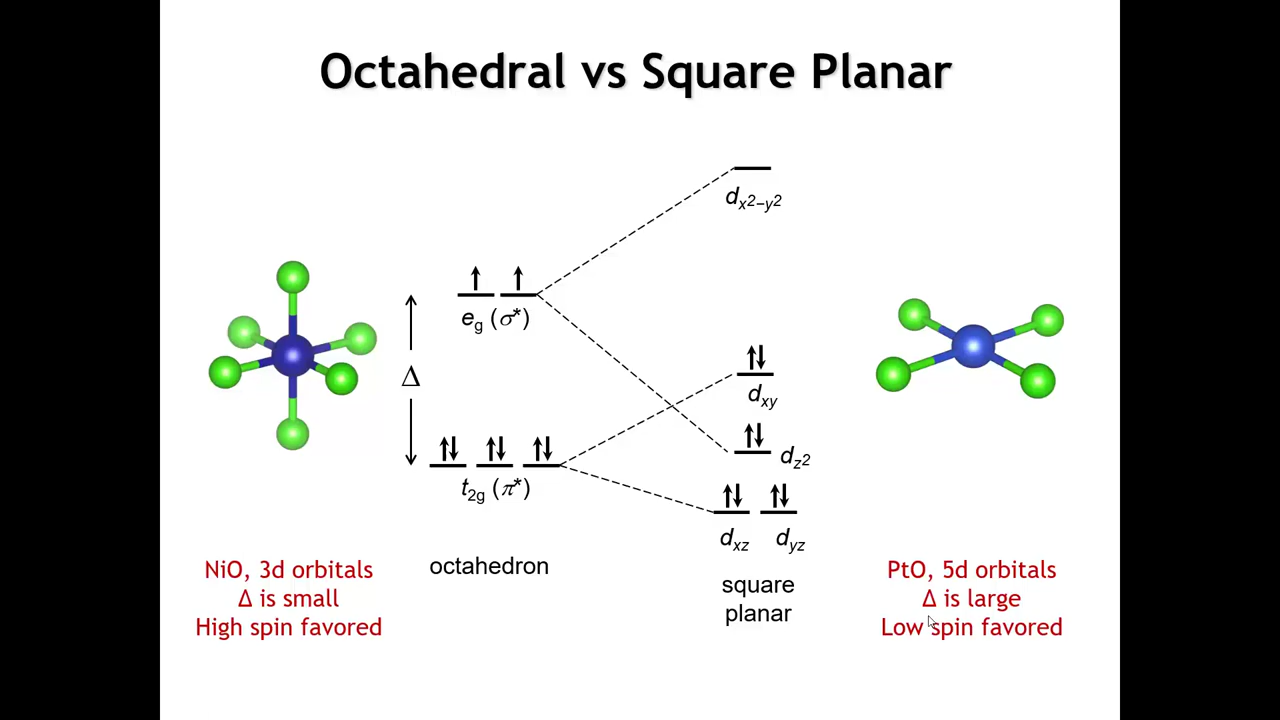 Octahedral vs Square Planar
dx2−y2
eg (σ*)
Δ
dxy
dz2
t2g (π*)
dxz dyz
octahedron
square
planar
NiO, 3d orbitals
Δ is small
High spin favored
PtO, 5d orbitals
Δ is large
Low spin favored